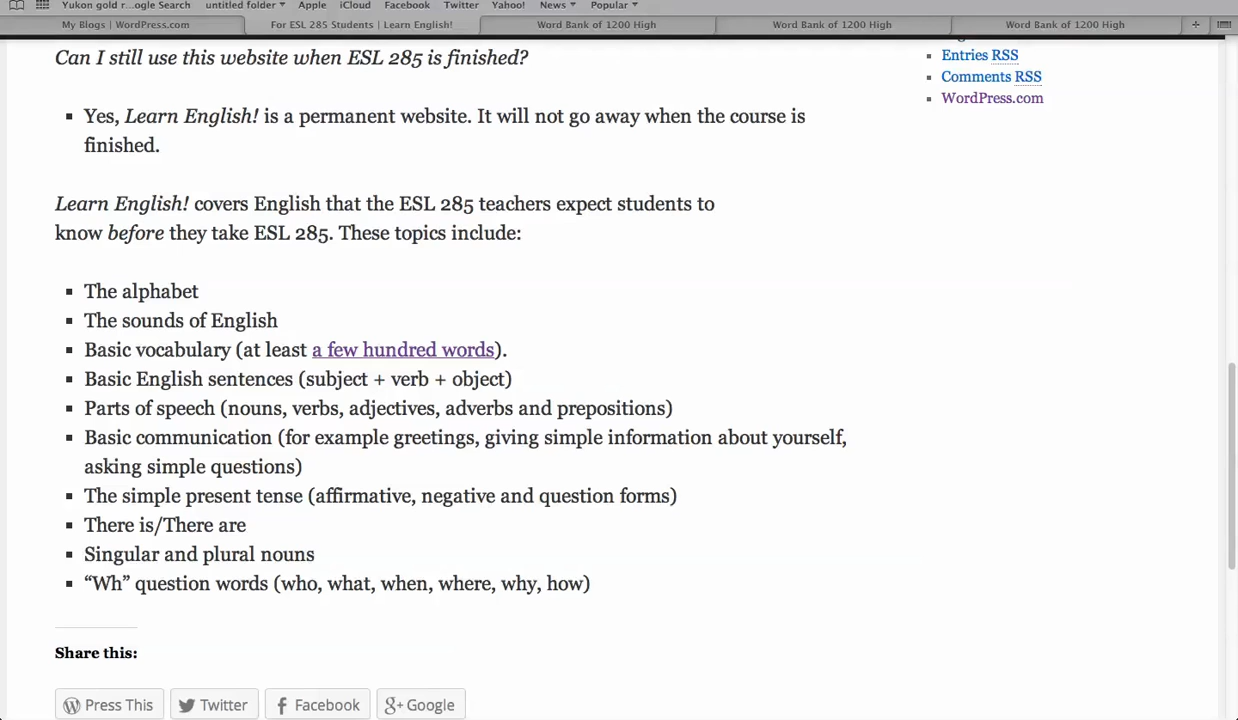 Yukon gold r...ogle Search untitled folder Apple iCloud Facebook Twitter Yahoo! News Popular
My Blogs | WordPress.com For ESL 285 Students | Learn English! Word Bank of 1200 High Word Bank of 1200 High Word Bank of 1200 High +
Can I still use this website when ESL 285 is finished?
Entries RSS
Comments RSS
WordPress.com
Yes, Learn English! is a permanent website. It will not go away when the course is
finished.
Learn English! covers English that the ESL 285 teachers expect students to
know before they take ESL 285. These topics include:
The alphabet
The sounds of English
Basic vocabulary (at least a few hundred words).
Basic English sentences (subject + verb + object)
Parts of speech (nouns, verbs, adjectives, adverbs and prepositions)
Basic communication (for example greetings, giving simple information about yourself,
asking simple questions)
The simple present tense (affirmative, negative and question forms)
There is/There are
Singular and plural nouns
“Wh” question words (who, what, when, where, why, how)
Share this:
Press This Twitter Facebook Google